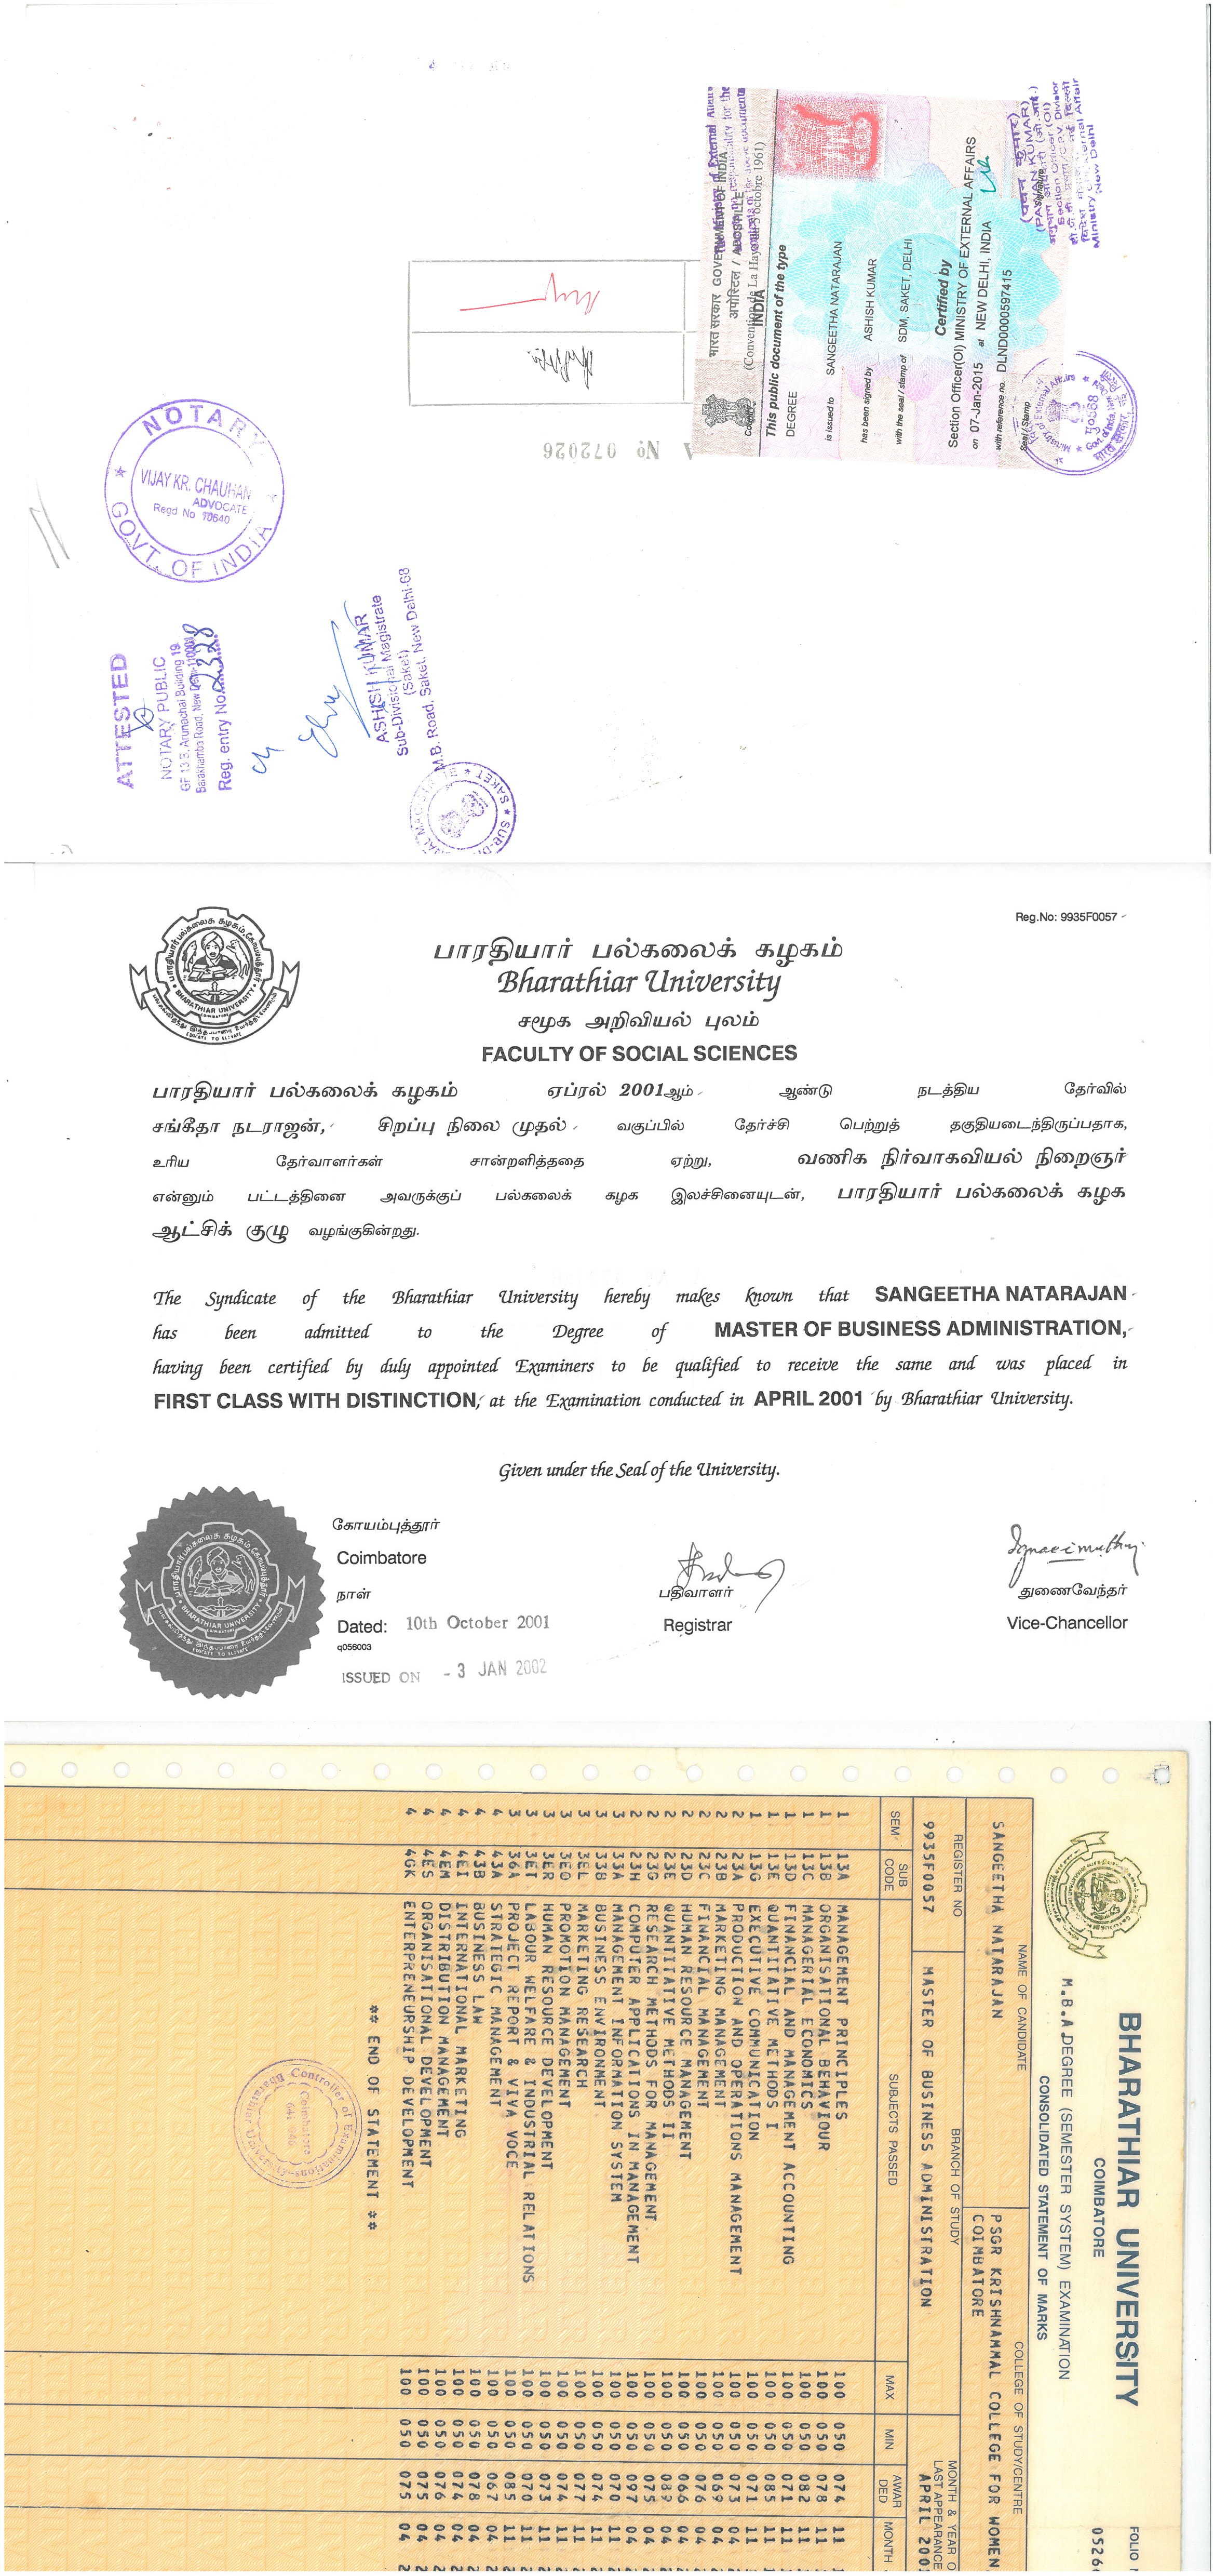 भारत सरकार GOVERNMENT OF INDIA
अपोस्टिल / APOSTILLE
(Convention de La Haye du 5 octobre 1961)
INDIA
This public document of the type
DEGREE
is issued to SANGEETHA NATARAJAN
has been signed by ASHISH KUMAR
with the seal / stamp of SDM, SAKET, DELHI
Certified by
Section Officer(OI) MINISTRY OF EXTERNAL AFFAIRS
on 07-Jan-2015 at NEW DELHI, INDIA
with reference no. DLND0000597415
Seal / Stamp
Signature
(पवन कुमार)
(PAWAN KUMAR)
Section Officer (OI)
(New Delhi)
A Nº 072026
NOTARY
VIJAY KR. CHAUHAN
ADVOCATE
Regd No 10640
GOVT. OF INDIA
ATTESTED
NOTARY PUBLIC
GF 13 B, Arunachal Building 19
Barakhamba Road, New Delhi-110001
Reg. entry No. 2328
ASHISH KUMAR
Sub-Divisional Magistrate
(Saket)
M.B. Road, Saket, New Delhi-68
Reg.No: 9935F0057
பாரதியார் பல்கலைக் கழகம்
Bharathiar University
சமூக அறிவியல் புலம்
FACULTY OF SOCIAL SCIENCES
பாரதியார் பல்கலைக் கழகம் ஏப்ரல் 2001ஆம் ஆண்டு நடத்திய தேர்வில்
சங்கீதா நடராஜன், சிறப்பு நிலை முதல் வகுப்பில் தேர்ச்சி பெற்றுத் தகுதியடைந்திருப்பதாக,
உரிய தேர்வாளர்கள் சான்றளித்ததை ஏற்று, வணிக நிர்வாகவியல் நிறைஞர்
என்னும் பட்டத்தினை அவருக்குப் பல்கலைக் கழக இலச்சினையுடன், பாரதியார் பல்கலைக் கழக
ஆட்சிக் குழு வழங்குகின்றது.
The Syndicate of the Bharathiar University hereby makes known that SANGEETHA NATARAJAN
has been admitted to the Degree of MASTER OF BUSINESS ADMINISTRATION,
having been certified by duly appointed Examiners to be qualified to receive the same and was placed in
FIRST CLASS WITH DISTINCTION, at the Examination conducted in APRIL 2001 by Bharathiar University.
Given under the Seal of the University.
கோயம்புத்தூர்
Coimbatore
நாள்
Dated: 10th October 2001
q056003
ISSUED ON - 3 JAN 2002
பதிவாளர்
Registrar
துணைவேந்தர்
Vice-Chancellor
BHARATHIAR UNIVERSITY
COIMBATORE
M.B.A DEGREE (SEMESTER SYSTEM) EXAMINATION
CONSOLIDATED STATEMENT OF MARKS
FOLIO
NAME OF CANDIDATE COLLEGE OF STUDY/CENTRE
SANGEETHA NATARAJAN PSGR KRISHNAMMAL COLLEGE FOR WOMEN,
COIMBATORE
REGISTER NO BRANCH OF STUDY MONTH & YEAR O
LAST APPEARANCE
9935F0057 MASTER OF BUSINESS ADMINISTRATION APRIL 200
SEM SUB CODE SUBJECTS PASSED MAX MIN AWAR DED MONTH
1 13A MANAGEMENT PRINCIPLES 100 050 074 11
1 13B ORGANISATIONAL BEHAVIOUR 100 050 078 11
1 13C MANAGERIAL ECONOMICS 100 050 082 11
1 13D FINANCIAL AND MANAGEMENT ACCOUNTING 100 050 071 11
1 13E QUANTITATIVE METHODS I 100 050 085 11
1 13G EXECUTIVE COMMUNICATION 100 050 071 11
2 23A PRODUCTION AND OPERATIONS MANAGEMENT 100 050 073 04
2 23B MARKETING MANAGEMENT 100 050 069 04
2 23C FINANCIAL MANAGEMENT 100 050 076 04
2 23D HUMAN RESOURCE MANAGEMENT 100 050 066 04
2 23E QUANTITATIVE METHODS II 100 050 089 04
2 23G RESEARCH METHODS FOR MANAGEMENT 100 050 075 04
2 23H COMPUTER APPLICATIONS IN MANAGEMENT 100 050 097 04
3 33A MANAGEMENT INFORMATION SYSTEM 100 050 070 11
3 33B BUSINESS ENVIRONMENT 100 050 074 11
3 3EL MARKETING RESEARCH 100 050 077 11
3 3EO PROMOTION MANAGEMENT 100 050 074 11
3 3ER HUMAN RESOURCE DEVELOPMENT 100 050 073 11
3 3ET LABOUR WELFARE & INDUSTRIAL RELATIONS 100 050 070 11
3 36A PROJECT REPORT & VIVA VOCE 100 050 085 11
4 43A STRATEGIC MANAGEMENT 100 050 067 04
4 43B BUSINESS LAW 100 050 078 04
4 4EI INTERNATIONAL MARKETING 100 050 074 04
4 4EM DISTRIBUTION MANAGEMENT 100 050 076 04
4 4ES ORGANISATIONAL DEVELOPMENT 100 050 075 04
4 4GK ENTERPRENEURSHIP DEVELOPMENT 100 050 075 04 2
** END OF STATEMENT **
Controller of Examinations
Coimbatore
Bharathiar University